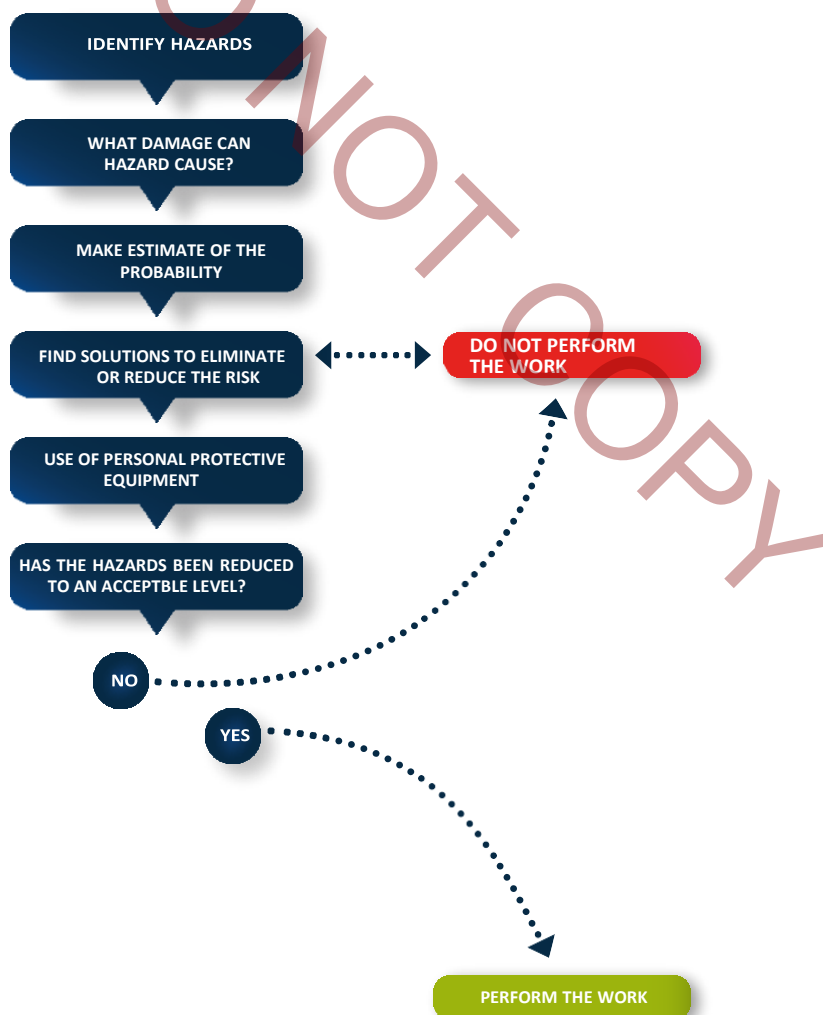 IDENTIFY HAZARDS
WHAT DAMAGE CAN
HAZARD CAUSE?
MAKE ESTIMATE OF THE
PROBABILITY
FIND SOLUTIONS TO ELIMINATE
OR REDUCE THE RISK
DO NOT PERFORM
THE WORK
USE OF PERSONAL PROTECTIVE
EQUIPMENT
HAS THE HAZARDS BEEN REDUCED
TO AN ACCEPTBLE LEVEL?
NO
YES
PERFORM THE WORK
O NOT COPY